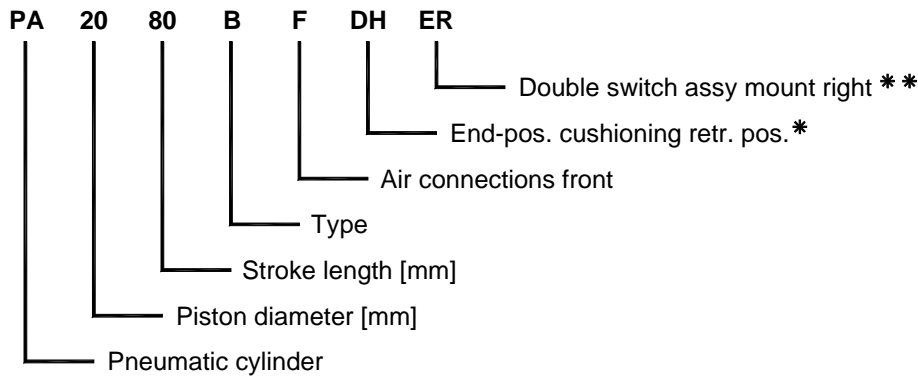 PA 20 80 B F DH ER
Double switch assy mount right **
End-pos. cushioning retr. pos.*
Air connections front
Type
Stroke length [mm]
Piston diameter [mm]
Pneumatic cylinder